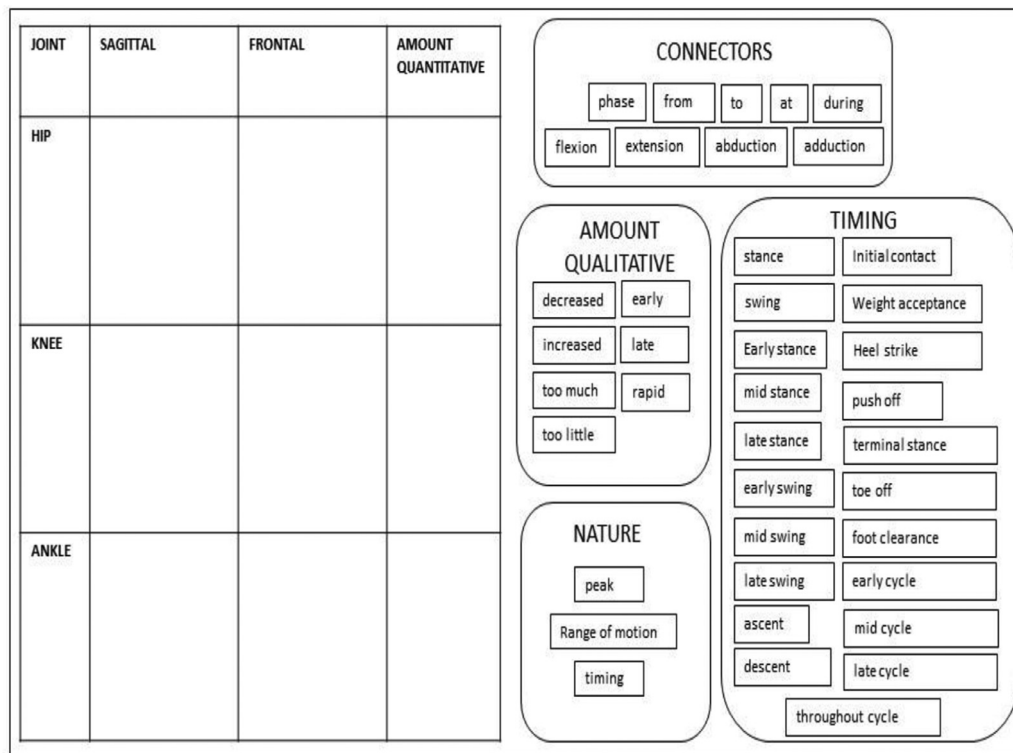 JOINT SAGITTAL FRONTAL AMOUNT
QUANTITATIVE
HIP
KNEE
ANKLE
CONNECTORS
phase from to at during
flexion extension abduction adduction
AMOUNT
QUALITATIVE
decreased early
increased late
too much rapid
too little
NATURE
peak
Range of motion
timing
TIMING
stance Initial contact
swing Weight acceptance
Early stance Heel strike
mid stance push off
late stance terminal stance
early swing toe off
mid swing foot clearance
late swing early cycle
ascent mid cycle
descent late cycle
throughout cycle